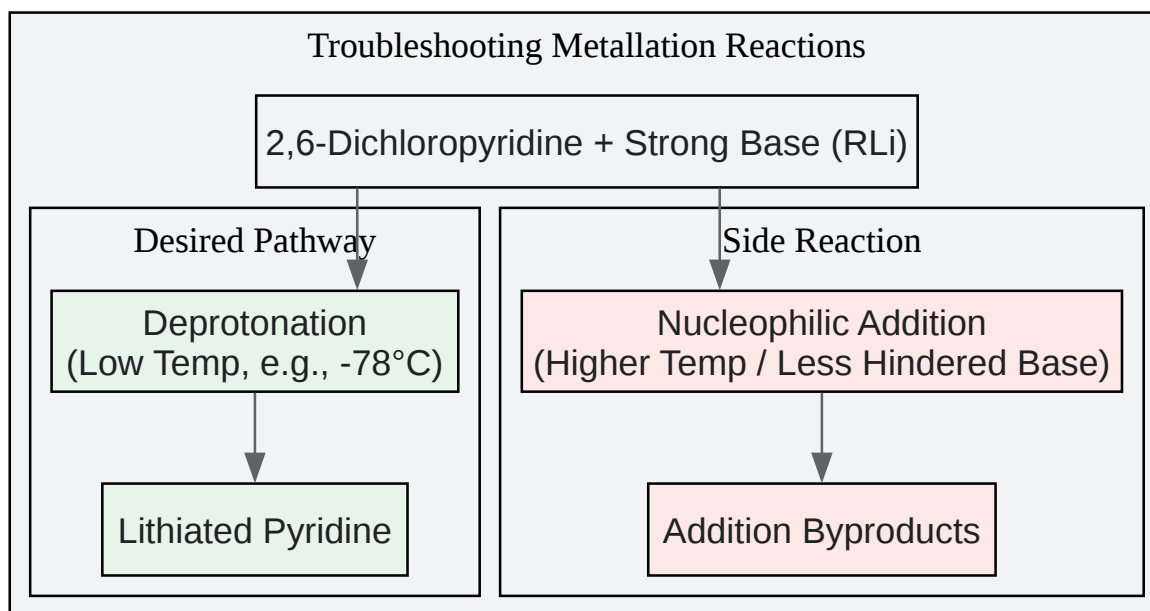 Troubleshooting Metallation Reactions
2,6-Dichloropyridine + Strong Base (RLi)
Desired Pathway
Side Reaction
Deprotonation
(Low Temp, e.g., -78°C)
Nucleophilic Addition
(Higher Temp / Less Hindered Base)
Lithiated Pyridine
Addition Byproducts